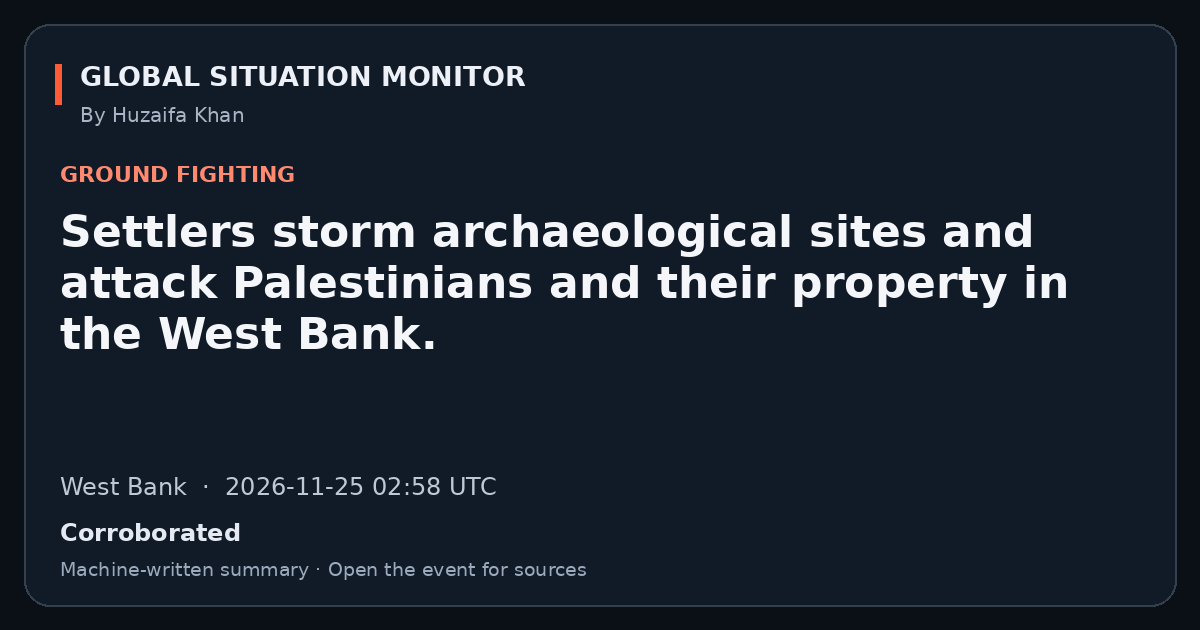 GLOBAL SITUATION MONITOR
By Huzaifa Khan
GROUND FIGHTING
Settlers storm archaeological sites and
attack Palestinians and their property in
the West Bank.
West Bank · 2026-11-25 02:58 UTC
Corroborated
Machine-written summary · Open the event for sources